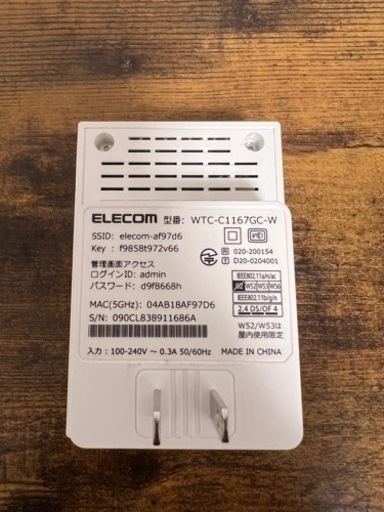 ELECOM 型番: WTC-C1167GC-W
SSID: elecom-af97d6
Key : f9858t972v66
管理画面アクセス
ログインID: admin
パスワード: d9f8668h
MAC(5GHz): 04AB18AF97D6
S/N: 090CL838911686A
入力:100-240V ～ 0.3A 50/60Hz
R 020-200154
T D20-0204001
IEEE802.11a/n/ac
W52 W53 W56
IEEE802.11b/g/n
2.4 DS/OF 4
W52/W53は
屋内使用限定
MADE IN CHINA